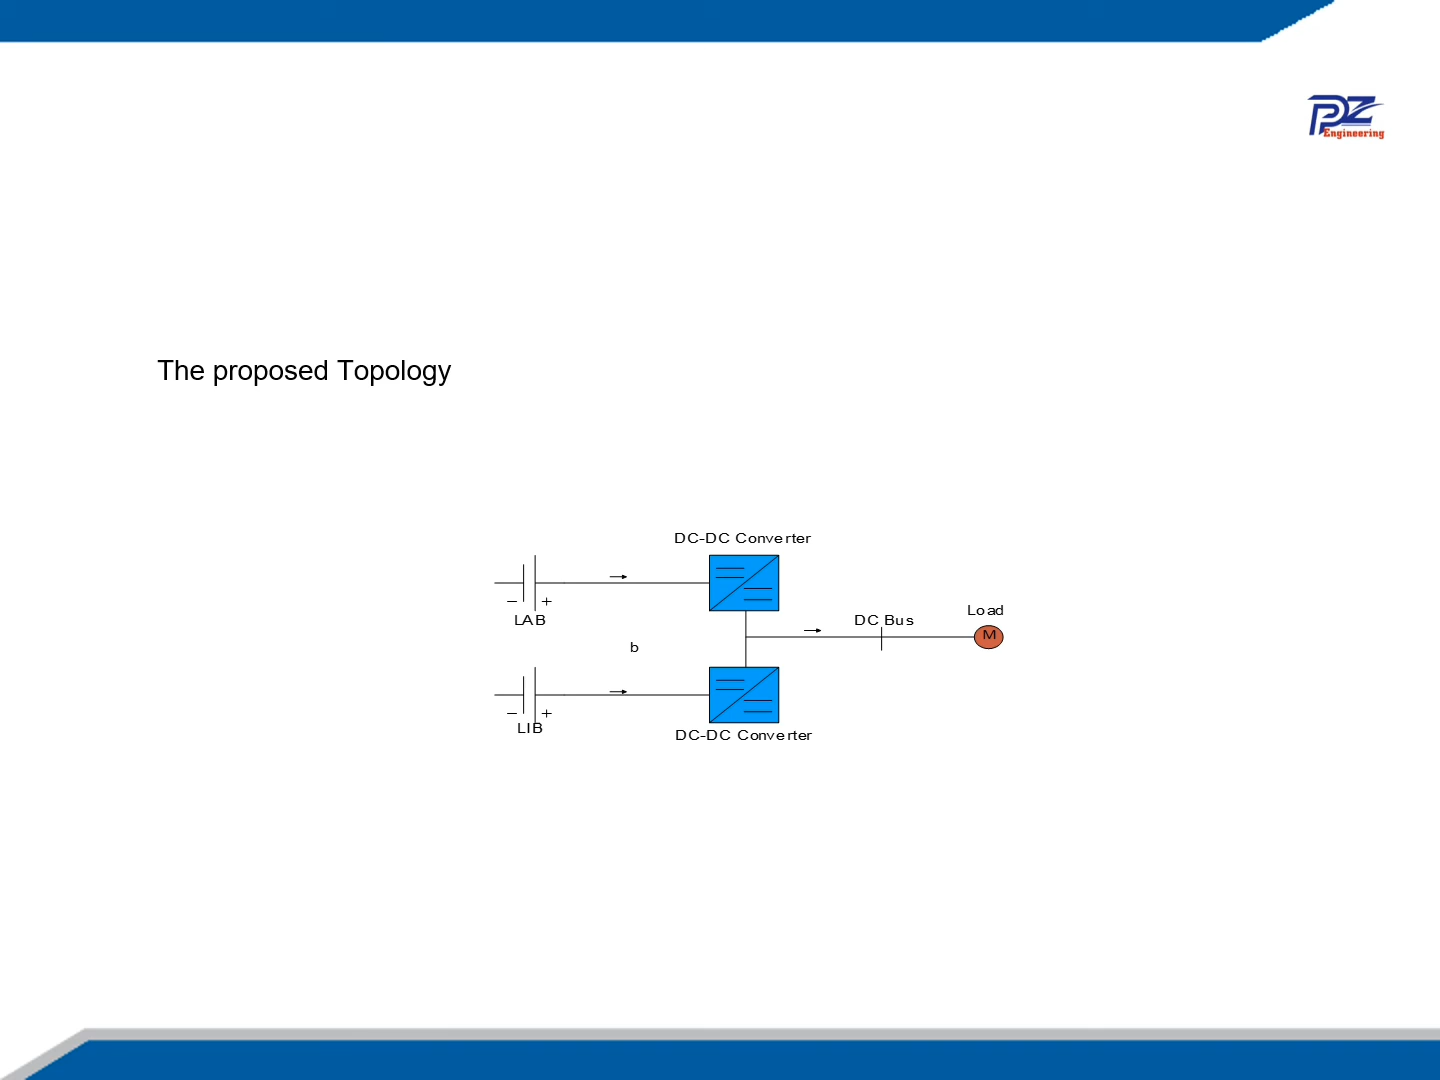 PZ
Engineering
The proposed Topology
DC-DC Converter
− +
LAB
Load
DC Bus
M
b
− +
LIB
DC-DC Converter